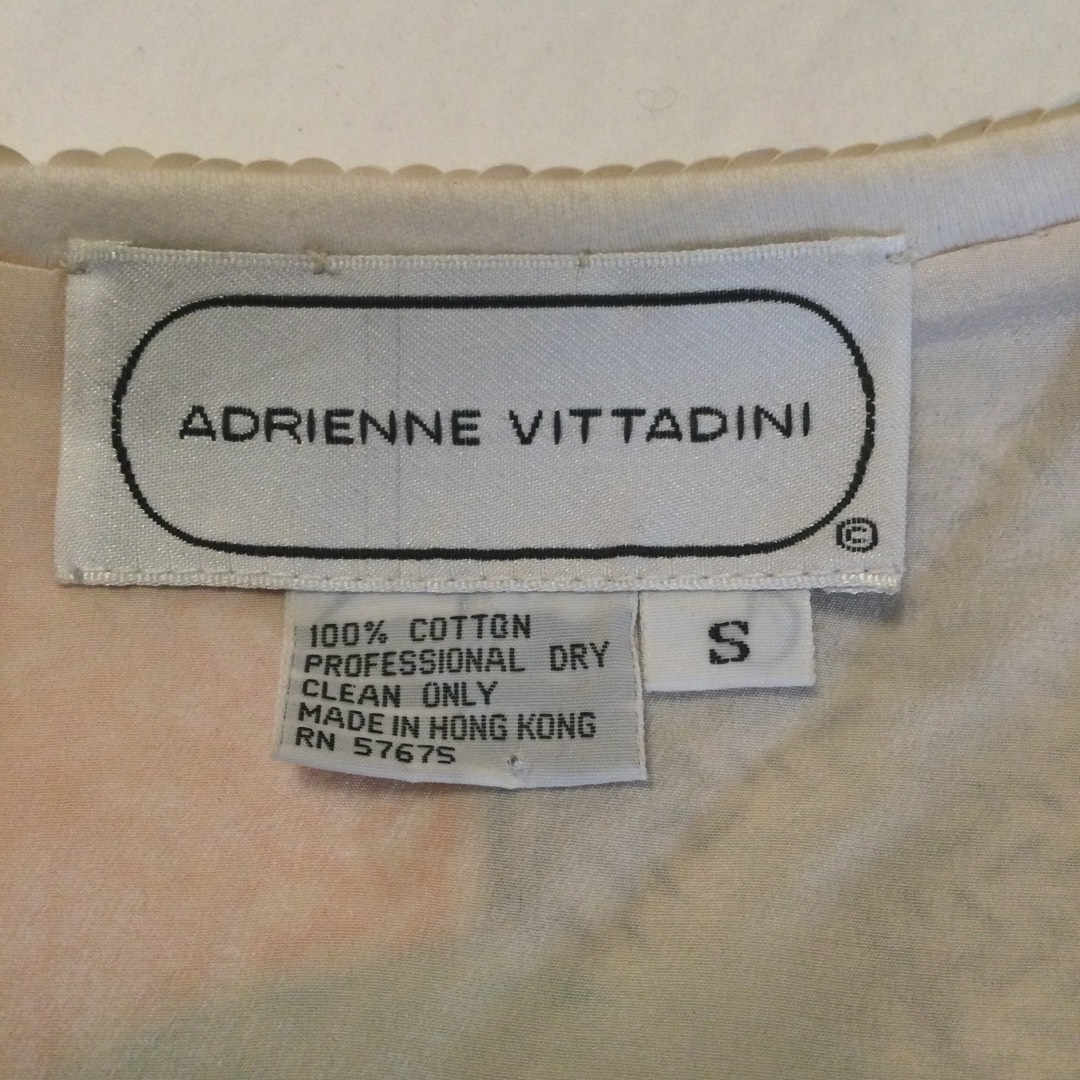 ADRIENNE VITTADINI
©
100% COTTON
PROFESSIONAL DRY
CLEAN ONLY
MADE IN HONG KONG
RN 57675
S